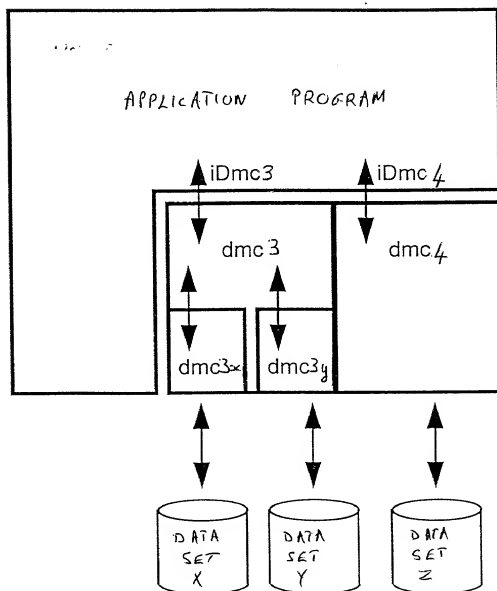 APPLICATION PROGRAM
iDmc3 iDmc4
dmc3 dmc4
dmc3x dmc3y
DATA DATA DATA
SET SET SET
X Y Z